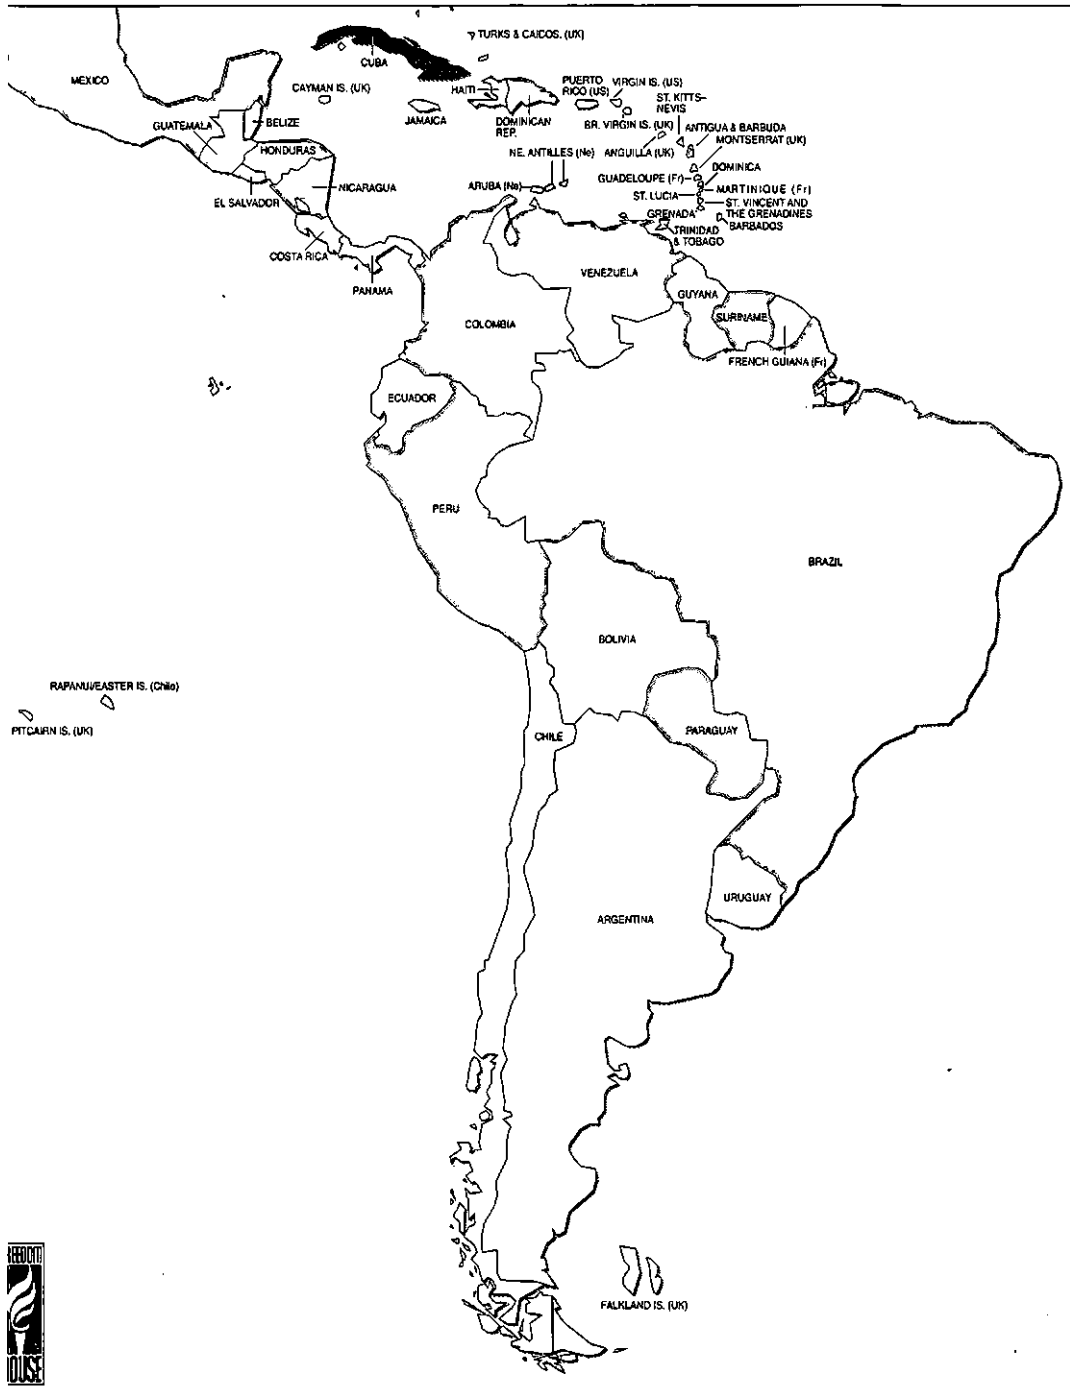 TURKS & CAICOS. (UK)
CUBA
MEXICO
CAYMAN IS. (UK)
HAITI
PUERTO
RICO (US)
VIRGIN IS. (US)
ST. KITTS–
NEVIS
JAMAICA
DOMINICAN
REP.
BR. VIRGIN IS. (UK)
ANTIGUA & BARBUDA
MONTSERRAT (UK)
GUATEMALA
BELIZE
HONDURAS
NE. ANTILLES (Ne)
ANGUILLA (UK)
DOMINICA
GUADELOUPE (Fr)
MARTINIQUE (Fr)
NICARAGUA
ARUBA (Ne)
ST. LUCIA
ST. VINCENT AND
THE GRENADINES
EL SALVADOR
GRENADA
BARBADOS
TRINIDAD
& TOBAGO
COSTA RICA
PANAMA
VENEZUELA
GUYANA
SURINAME
COLOMBIA
FRENCH GUIANA (Fr)
ECUADOR
PERU
BRAZIL
BOLIVIA
RAPANUI/EASTER IS. (Chile)
PITCAIRN IS. (UK)
CHILE
PARAGUAY
URUGUAY
ARGENTINA
FALKLAND IS. (UK)